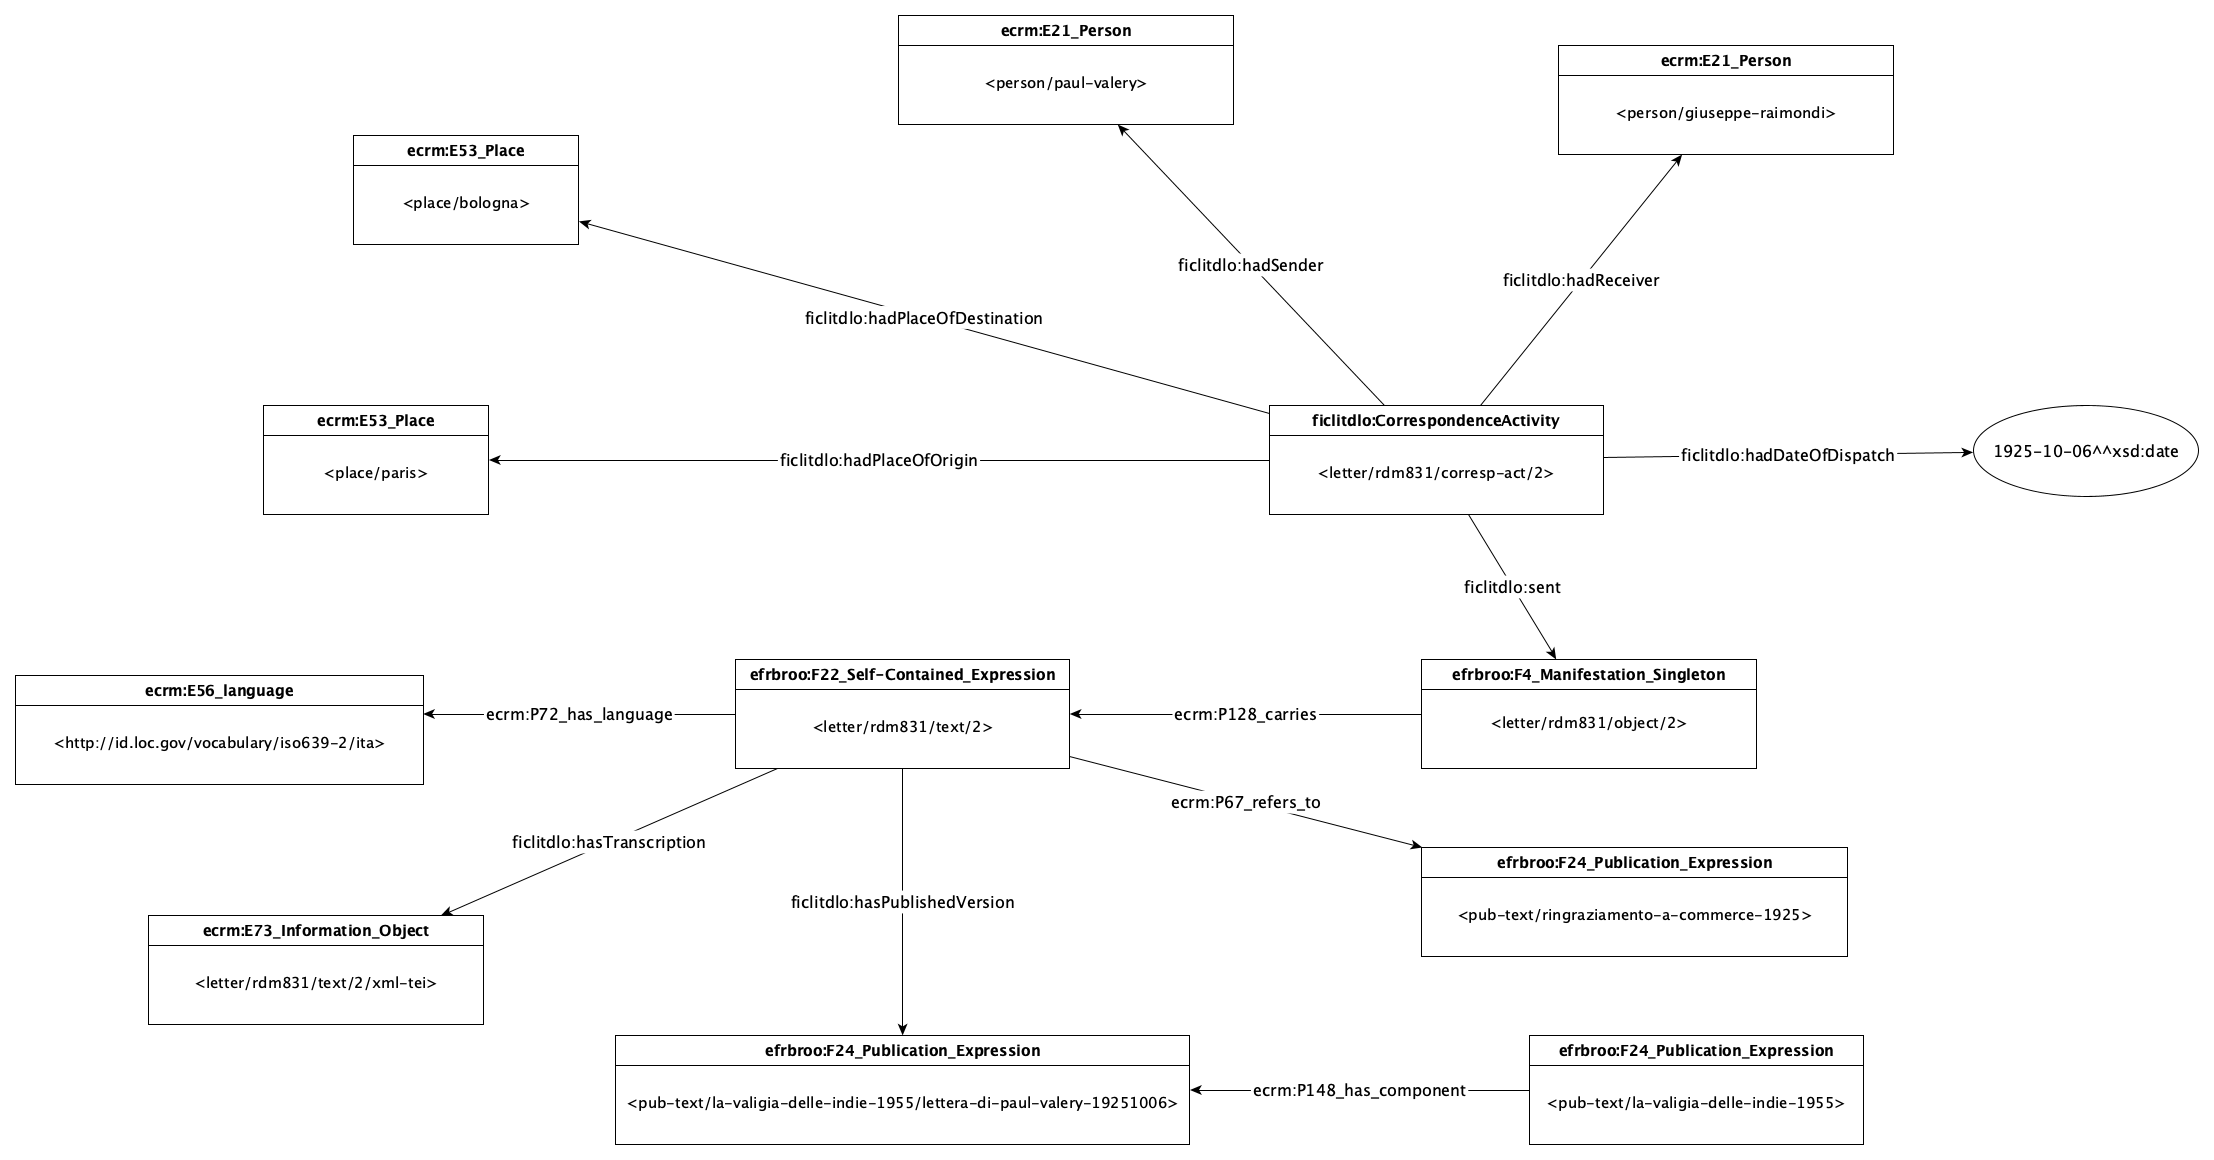 ecrm:E21_Person
<person/paul-valery>
ecrm:E21_Person
<person/giuseppe-raimondi>
ecrm:E53_Place
<place/bologna>
ficlitdlo:hadSender
ficlitdlo:hadReceiver
ficlitdlo:hadPlaceOfDestination
ecrm:E53_Place
<place/paris>
ficlitdlo:hadPlaceOfOrigin
ficlitdlo:CorrespondenceActivity
<letter/rdm831/corresp-act/2>
ficlitdlo:hadDateOfDispatch
1925-10-06^^xsd:date
ficlitdlo:sent
ecrm:E56_language
<http://id.loc.gov/vocabulary/iso639-2/ita>
ecrm:P72_has_language
efrbroo:F22_Self-Contained_Expression
<letter/rdm831/text/2>
ecrm:P128_carries
efrbroo:F4_Manifestation_Singleton
<letter/rdm831/object/2>
ecrm:P67_refers_to
ficlitdlo:hasTranscription
efrbroo:F24_Publication_Expression
<pub-text/ringraziamento-a-commerce-1925>
ficlitdlo:hasPublishedVersion
ecrm:E73_Information_Object
<letter/rdm831/text/2/xml-tei>
efrbroo:F24_Publication_Expression
<pub-text/la-valigia-delle-indie-1955/lettera-di-paul-valery-19251006>
ecrm:P148_has_component
efrbroo:F24_Publication_Expression
<pub-text/la-valigia-delle-indie-1955>